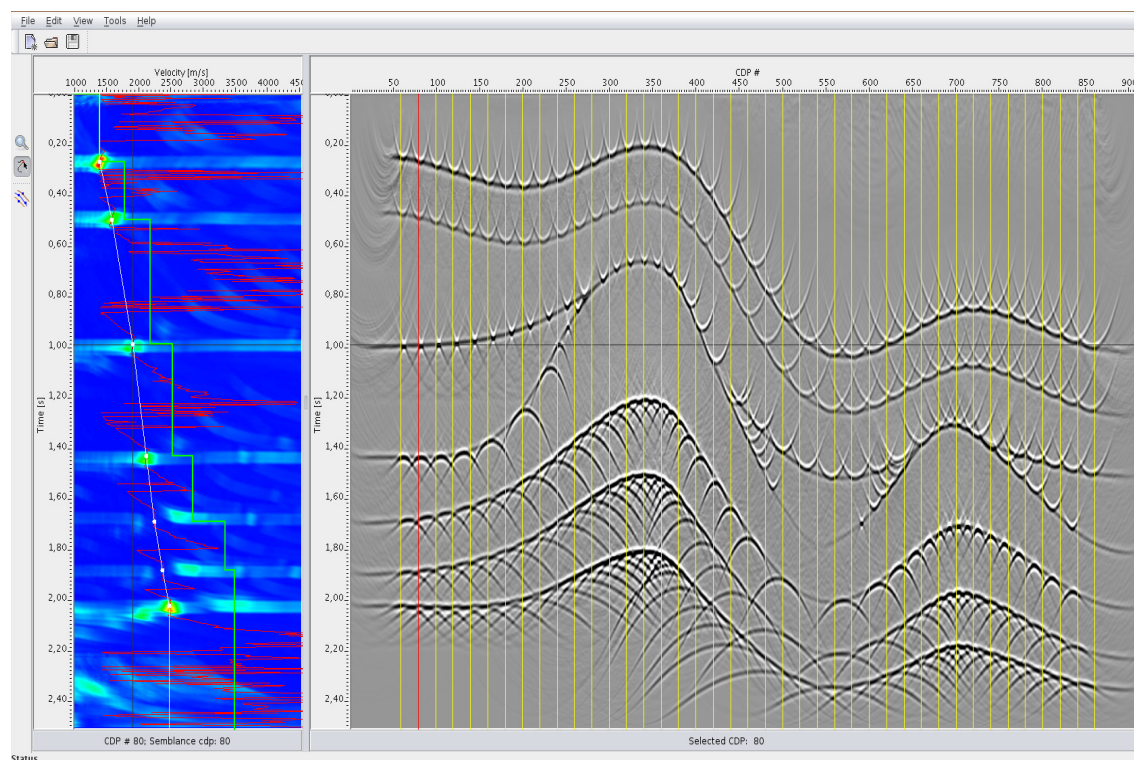 File Edit View Tools Help
Velocity [m/s]
1000 1500 2000 2500 3000 3500 4000
CDP #
50 100 150 200 250 300 350 400 450 500 550 600 650 700 750 800 850
0,20
0,40
0,60
0,80
1,00
1,20
1,40
1,60
1,80
2,00
2,20
2,40
Time [s]
0,20
0,40
0,60
0,80
1,00
1,20
1,40
1,60
1,80
2,00
2,20
2,40
Time [s]
CDP # 80; Semblance cdp: 80
Selected CDP: 80
Status